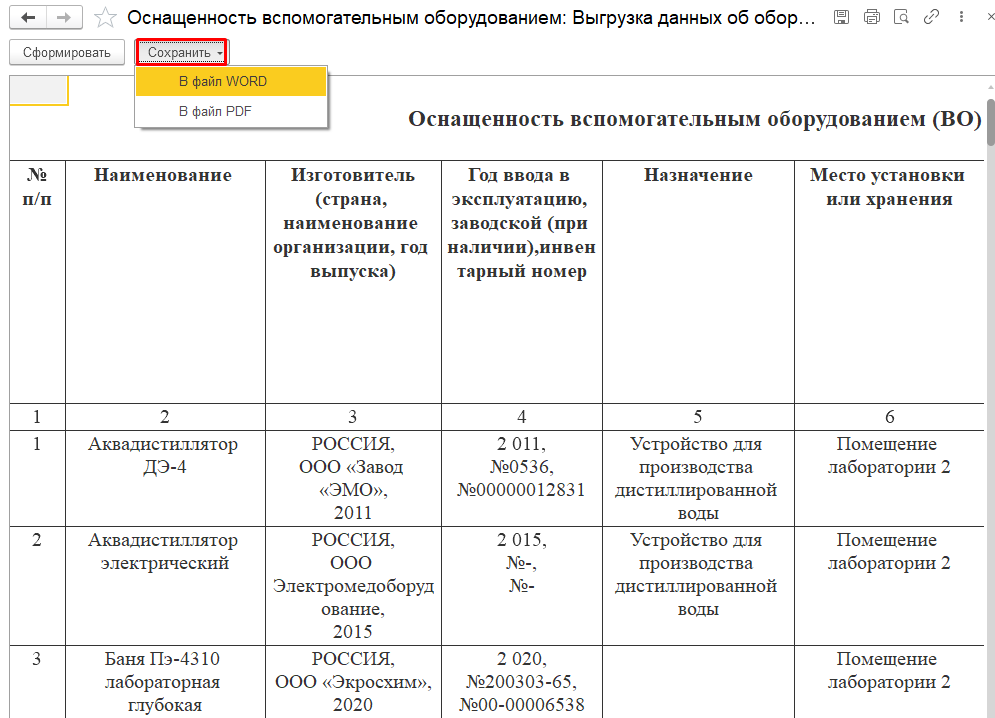 Оснащенность вспомогательным оборудованием: Выгрузка данных об обор...
Сформировать
Сохранить
В файл WORD
В файл PDF
Оснащенность вспомогательным оборудованием (ВО)
№ п/п
Наименование
Изготовитель
(страна,
наименование
организации, год
выпуска)
Год ввода в
эксплуатацию,
заводской (при
наличии),инвен
тарный номер
Назначение
Место установки
или хранения
1 2 3 4 5 6
1
Аквадистиллятор
ДЭ-4
РОССИЯ,
ООО «Завод
«ЭМО»,
2011
2 011,
№0536,
№00000012831
Устройство для
производства
дистиллированной
воды
Помещение
лаборатории 2
2
Аквадистиллятор
электрический
РОССИЯ,
ООО
Электромедоборуд
ование,
2015
2 015,
№-,
№-
Устройство для
производства
дистиллированной
воды
Помещение
лаборатории 2
3
Баня Пэ-4310
лабораторная
глубокая
РОССИЯ,
ООО «Экросхим»,
2020
2 020,
№200303-65,
№00-00006538
Помещение
лаборатории 2